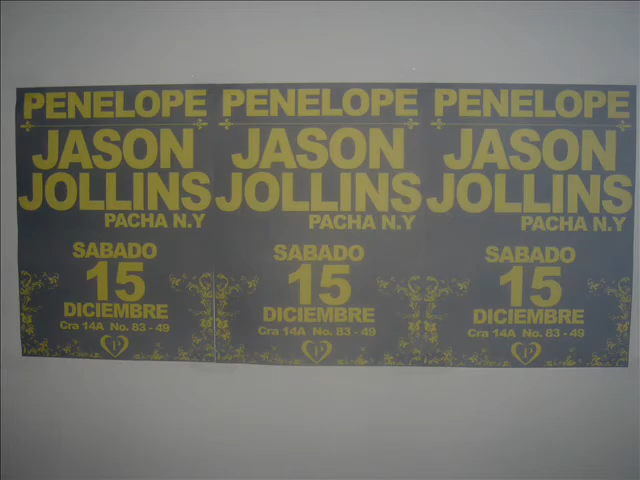 PENELOPE
JASON
JOLLINS
PACHA N.Y
SABADO
15
DICIEMBRE
Cra 14A No. 83 - 49
P
PENELOPE
JASON
JOLLINS
PACHA N.Y
SABADO
15
DICIEMBRE
Cra 14A No. 83 - 49
P
PENELOPE
JASON
JOLLINS
PACHA N.Y
SABADO
15
DICIEMBRE
Cra 14A No. 83 - 49
P